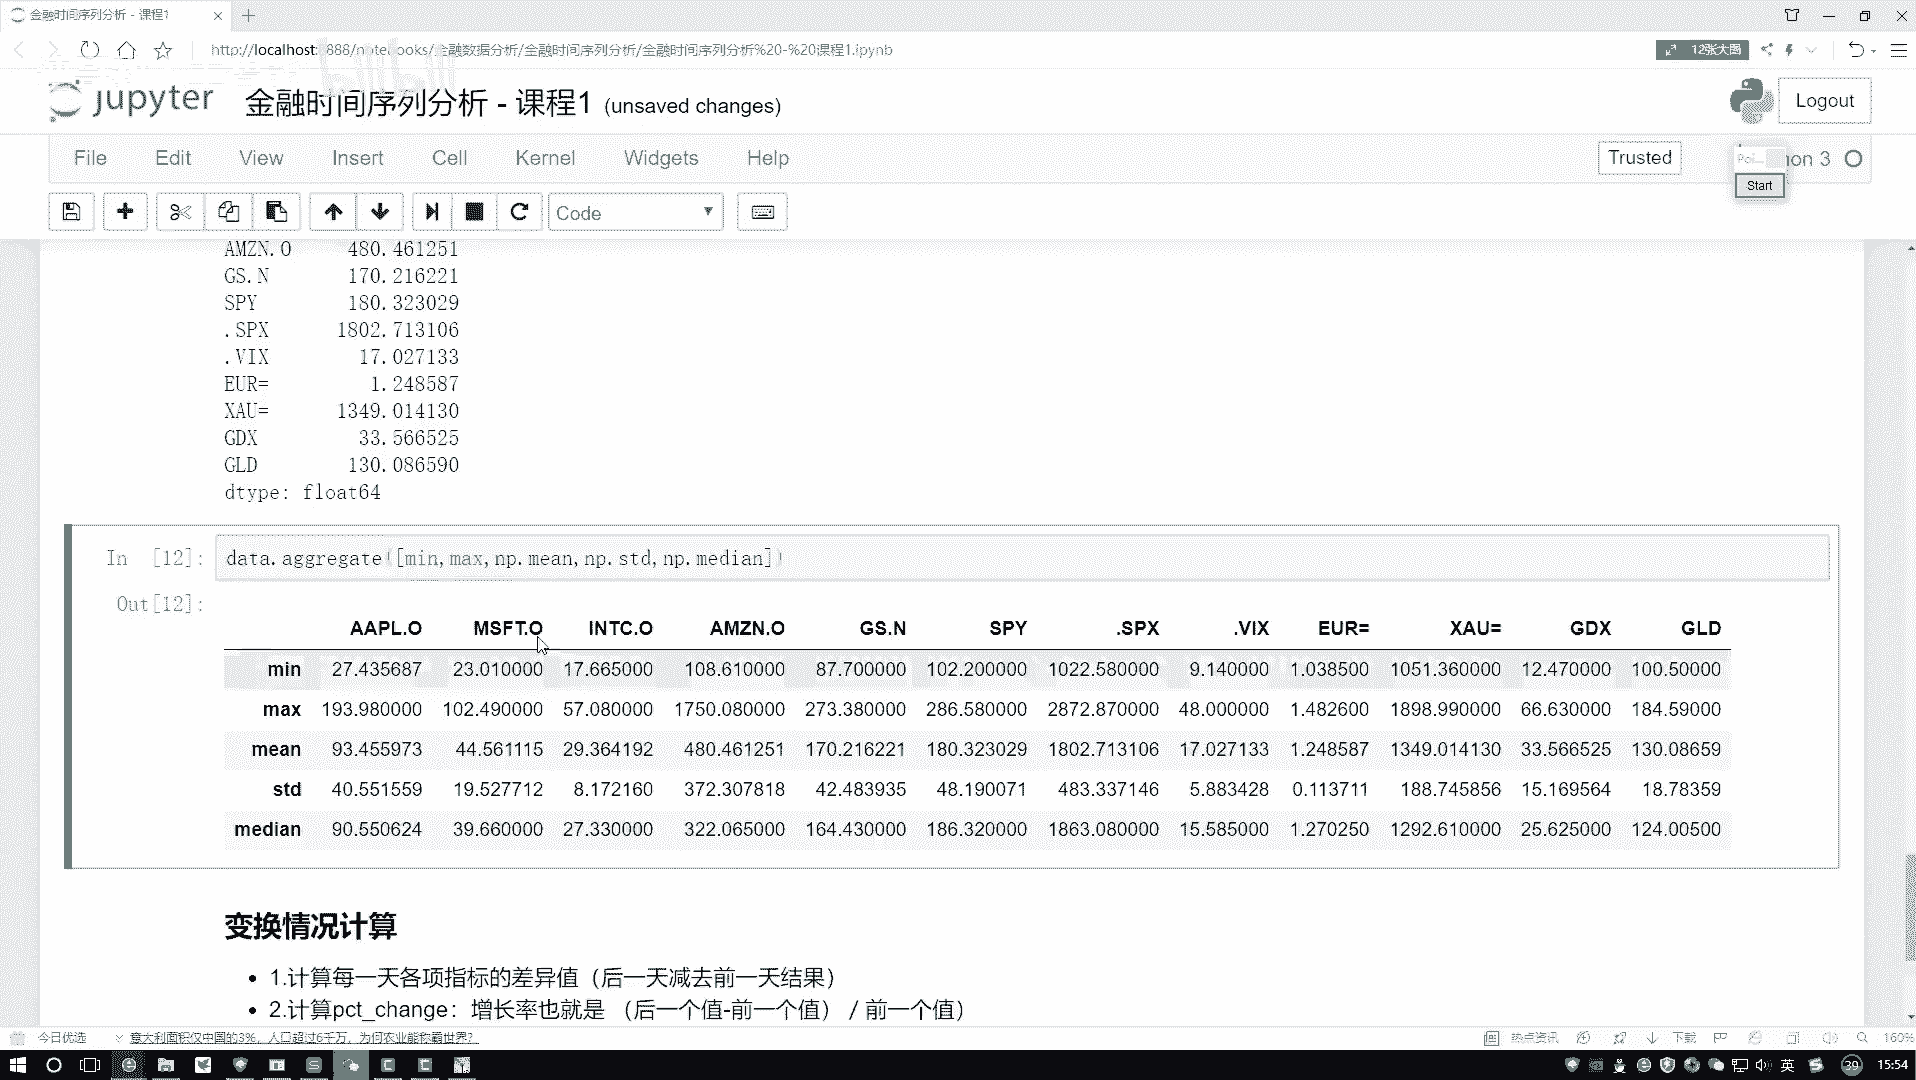 金融时间序列分析 - 课程1
http://localhost:8888/notebooks/金融数据分析/金融时间序列分析/金融时间序列分析%20-%20课程1.ipynb
12张大图
jupyter 金融时间序列分析 - 课程1 (unsaved changes)
Logout
File Edit View Insert Cell Kernel Widgets Help
Trusted
Poi...
hon 3
Start
Code
AMZN.O 480.461251
GS.N 170.216221
SPY 180.323029
.SPX 1802.713106
.VIX 17.027133
EUR= 1.248587
XAU= 1349.014130
GDX 33.566525
GLD 130.086590
dtype: float64
In [12]: data.aggregate([min,max,np.mean,np.std,np.median])
Out[12]:
AAPL.O MSFT.O INTC.O AMZN.O GS.N SPY .SPX .VIX EUR= XAU= GDX GLD
min 27.435687 23.010000 17.665000 108.610000 87.700000 102.200000 1022.580000 9.140000 1.038500 1051.360000 12.470000 100.50000
max 193.980000 102.490000 57.080000 1750.080000 273.380000 286.580000 2872.870000 48.000000 1.482600 1898.990000 66.630000 184.59000
mean 93.455973 44.561115 29.364192 480.461251 170.216221 180.323029 1802.713106 17.027133 1.248587 1349.014130 33.566525 130.08659
std 40.551559 19.527712 8.172160 372.307818 42.483935 48.190071 483.337146 5.883428 0.113711 188.745856 15.169564 18.78359
median 90.550624 39.660000 27.330000 322.065000 164.430000 186.320000 1863.080000 15.585000 1.270250 1292.610000 25.625000 124.00500
变换情况计算
1.计算每一天各项指标的差异值（后一天减去前一天结果）
2.计算pct_change：增长率也就是 （后一个值-前一个值） / 前一个值）
今日优选
意大利面积仅中国的3%，人口超过6千万，为何农业能称霸世界？
热点资讯
下载
160%
英
39
15:54